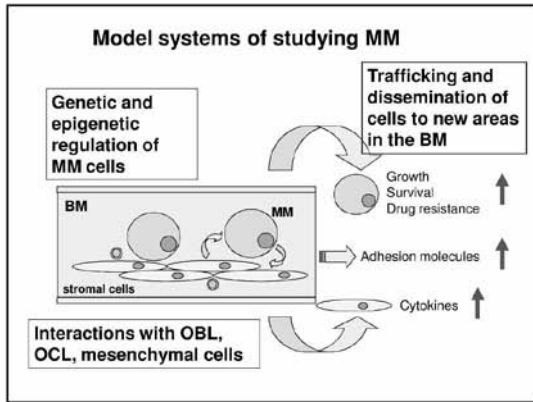 Model systems of studying MM
Genetic and
epigenetic
regulation of
MM cells
Trafficking and
dissemination of
cells to new areas
in the BM
Growth
Survival
Drug resistance
BM
MM
stromal cells
Adhesion molecules
Cytokines
Interactions with OBL,
OCL, mesenchymal cells